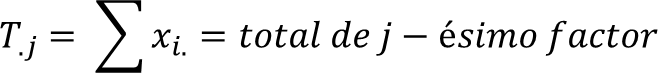 T.j = ∑ xi. = total de j − ésimo factor